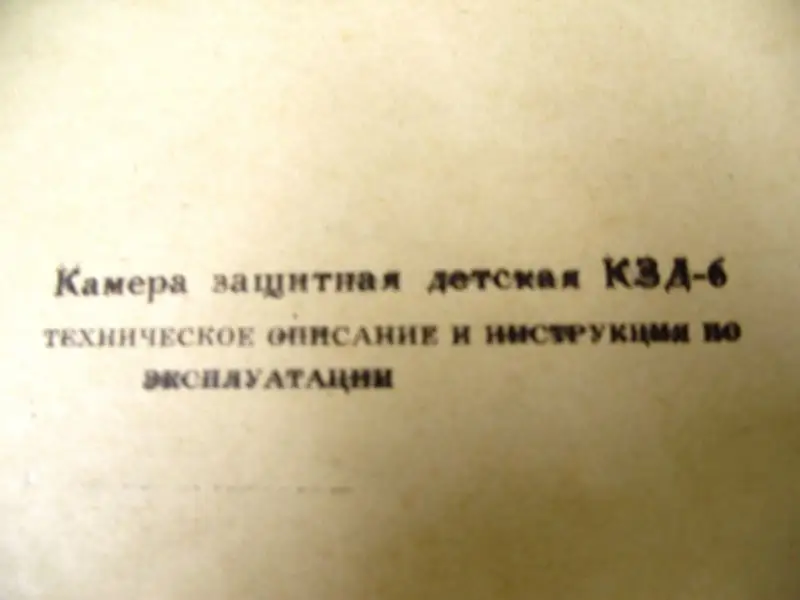 Камера защитная детская КЗД-6
ТЕХНИЧЕСКОЕ ОПИСАНИЕ И ИНСТРУКЦИЯ ПО
ЭКСПЛУАТАЦИИ